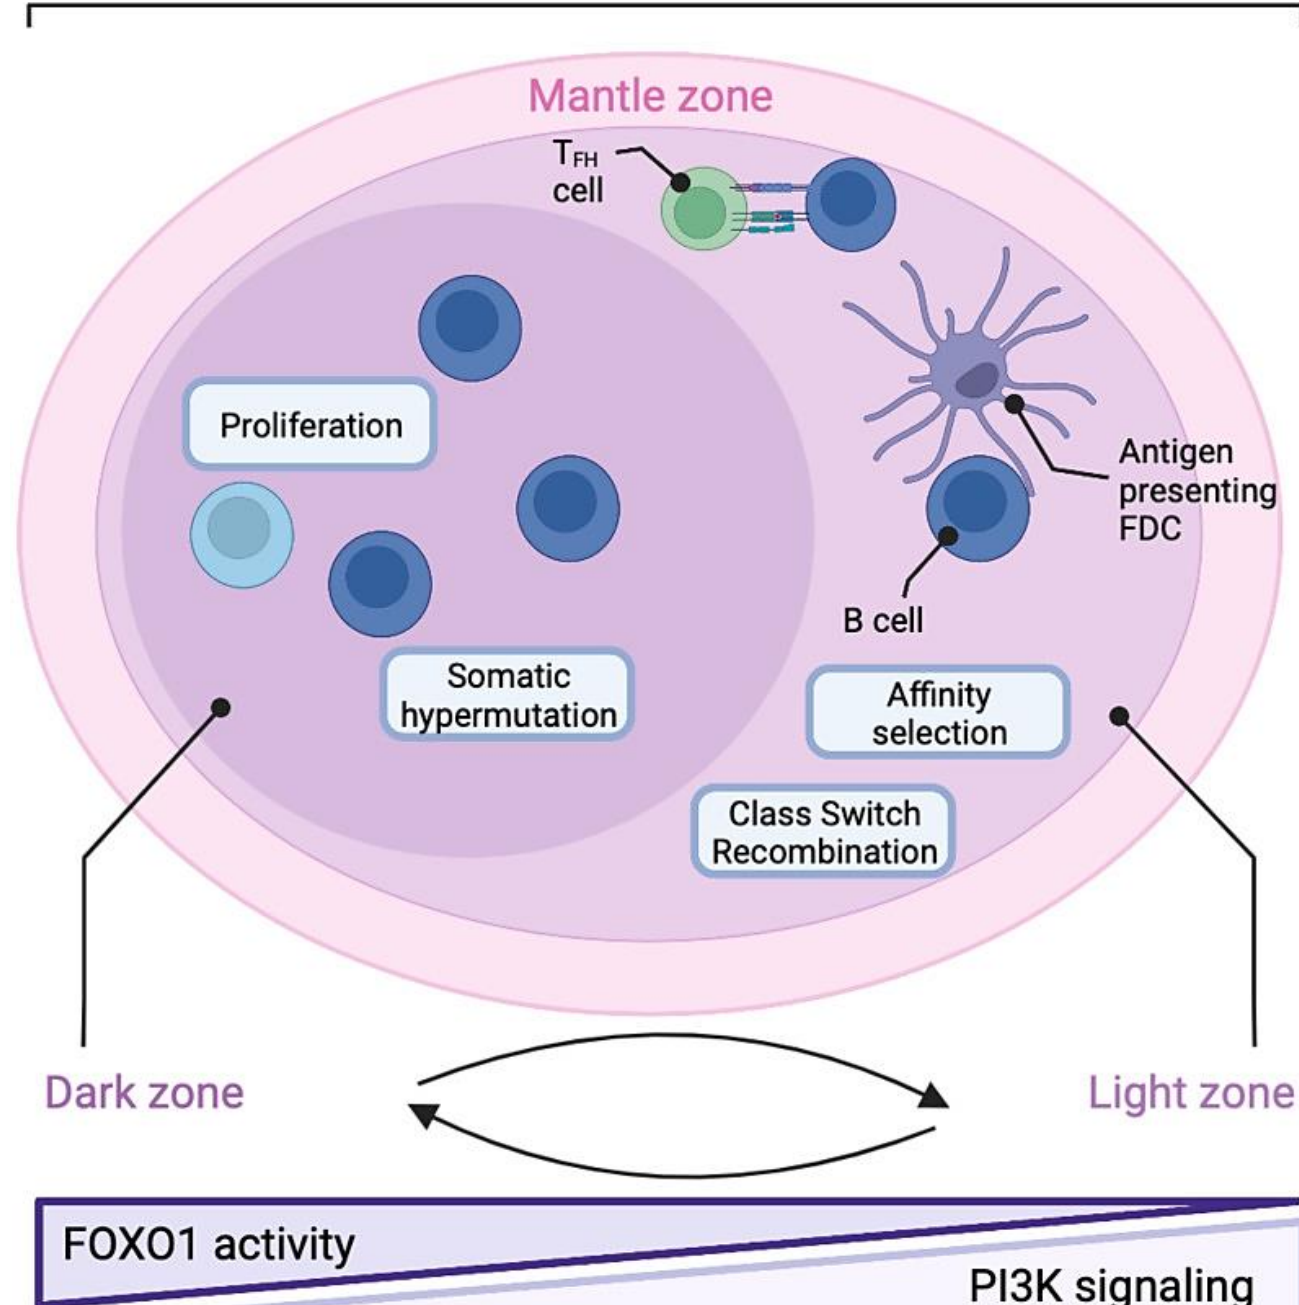 Mantle zone
TFH
cell
Proliferation
Antigen
presenting
FDC
B cell
Somatic
hypermutation
Affinity
selection
Class Switch
Recombination
Dark zone
Light zone
FOXO1 activity
PI3K signaling